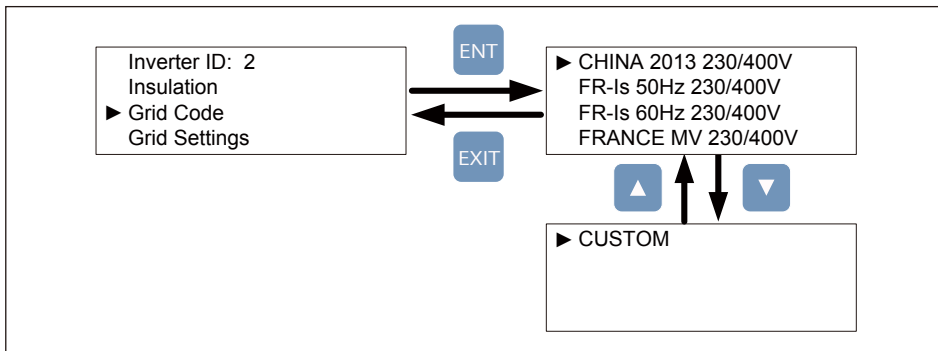 Inverter ID: 2
Insulation
▶ Grid Code
Grid Settings
ENT
EXIT
▶ CHINA 2013 230/400V
FR-Is 50Hz 230/400V
FR-Is 60Hz 230/400V
FRANCE MV 230/400V
▲
▼
▶ CUSTOM